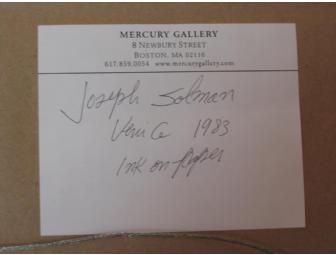 MERCURY GALLERY
8 NEWBURY STREET
BOSTON, MA 02116
617.859.0054 www.mercurygallery.com
Joseph Solman
Venice 1983
Ink on paper